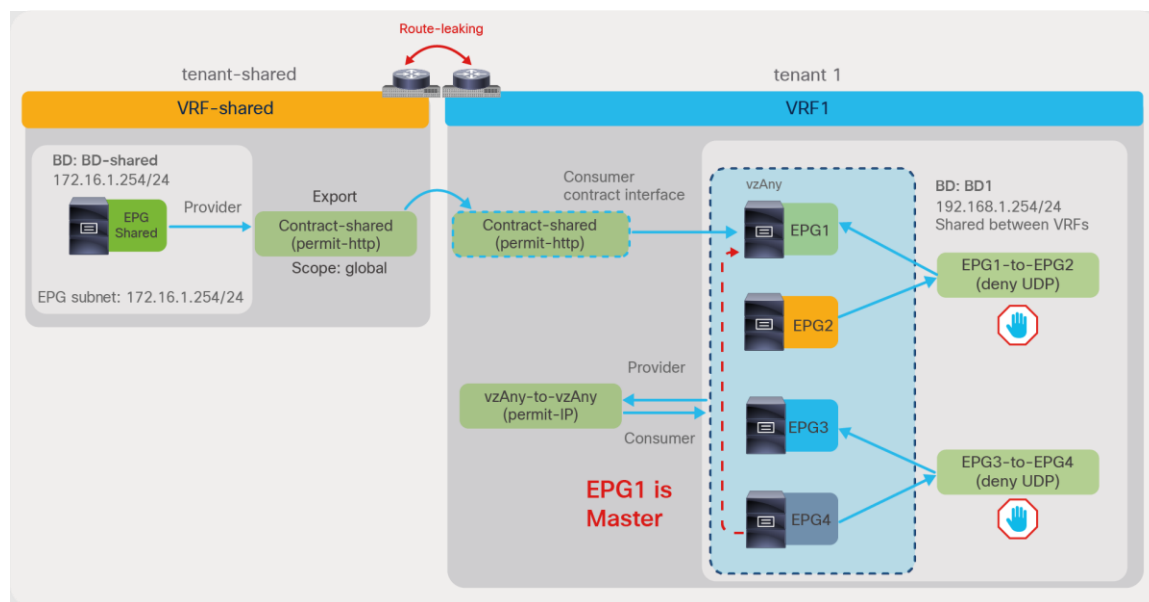 Route-leaking
tenant-shared
tenant 1
VRF-shared
VRF1
BD: BD-shared
172.16.1.254/24
EPG
Shared
Provider
Export
Contract-shared
(permit-http)
Scope: global
EPG subnet: 172.16.1.254/24
Consumer
contract interface
Contract-shared
(permit-http)
vzAny
EPG1
EPG2
EPG3
EPG4
BD: BD1
192.168.1.254/24
Shared between VRFs
EPG1-to-EPG2
(deny UDP)
Provider
vzAny-to-vzAny
(permit-IP)
Consumer
EPG1 is
Master
EPG3-to-EPG4
(deny UDP)